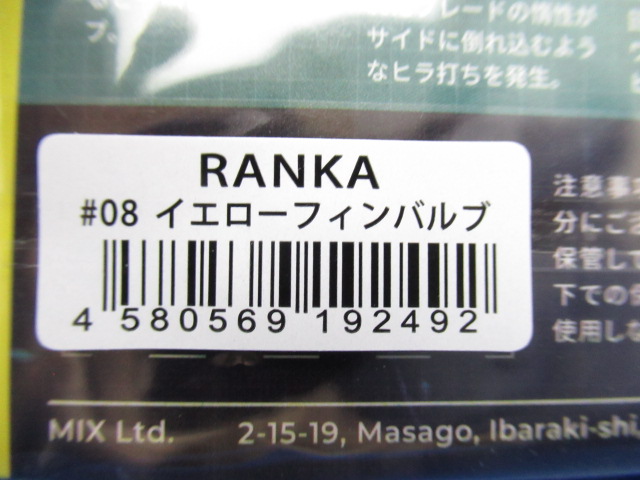 レードの惰性が
プ。
サイドに倒れ込むよう
なヒラ打ちを発生。
RANKA
#08 イエローフィンバルブ
4 580569 192492
注意事
分にご
保管して
下での
使用しな
MIX Ltd.
2-15-19, Masago, Ibaraki-shi,